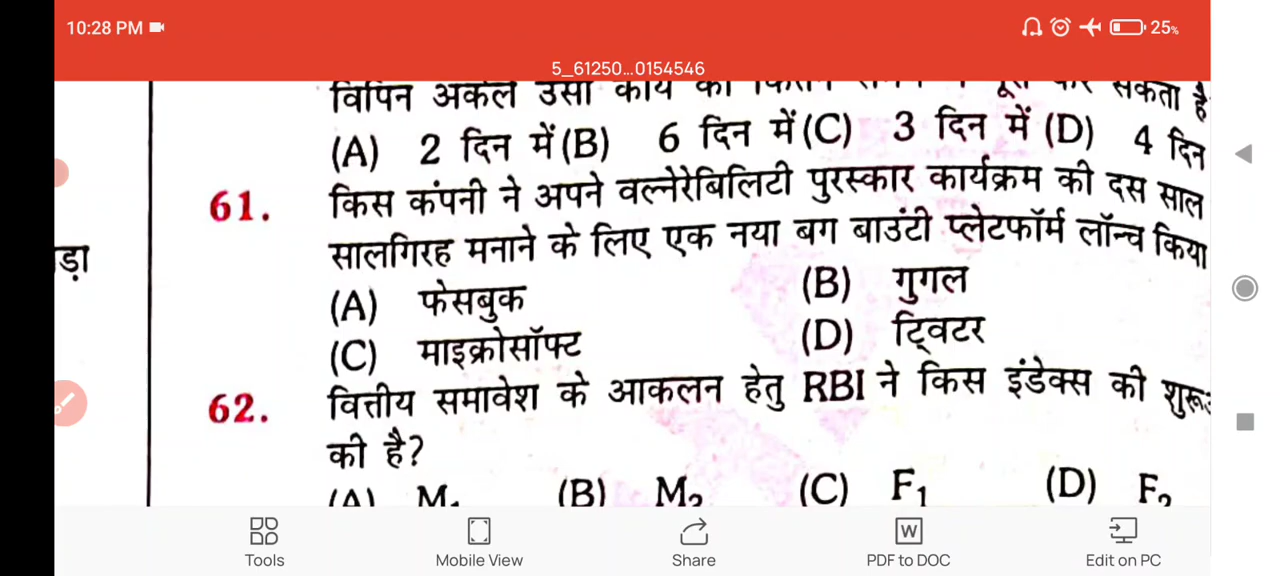 10:28 PM 25%
5_61250...0154546
विपिन अकेले उसी कार्य को सकता है
(A) 2 दिन में (B) 6 दिन में (C) 3 दिन में (D) 4 दिन
61. किस कंपनी ने अपने वल्नेरेबिलिटी पुरस्कार कार्यक्रम की दस साल
ड़ा सालगिरह मनाने के लिए एक नया बग बाउंटी प्लेटफॉर्म लॉन्च किया
(A) फेसबुक (B) गुगल
(C) माइक्रोसॉफ्ट (D) ट्विटर
62. वित्तीय समावेश के आकलन हेतु RBI ने किस इंडेक्स की
की है?
(A) M₁ (B) M₂ (C) F₁ (D) F₂
Tools Mobile View Share PDF to DOC Edit on PC